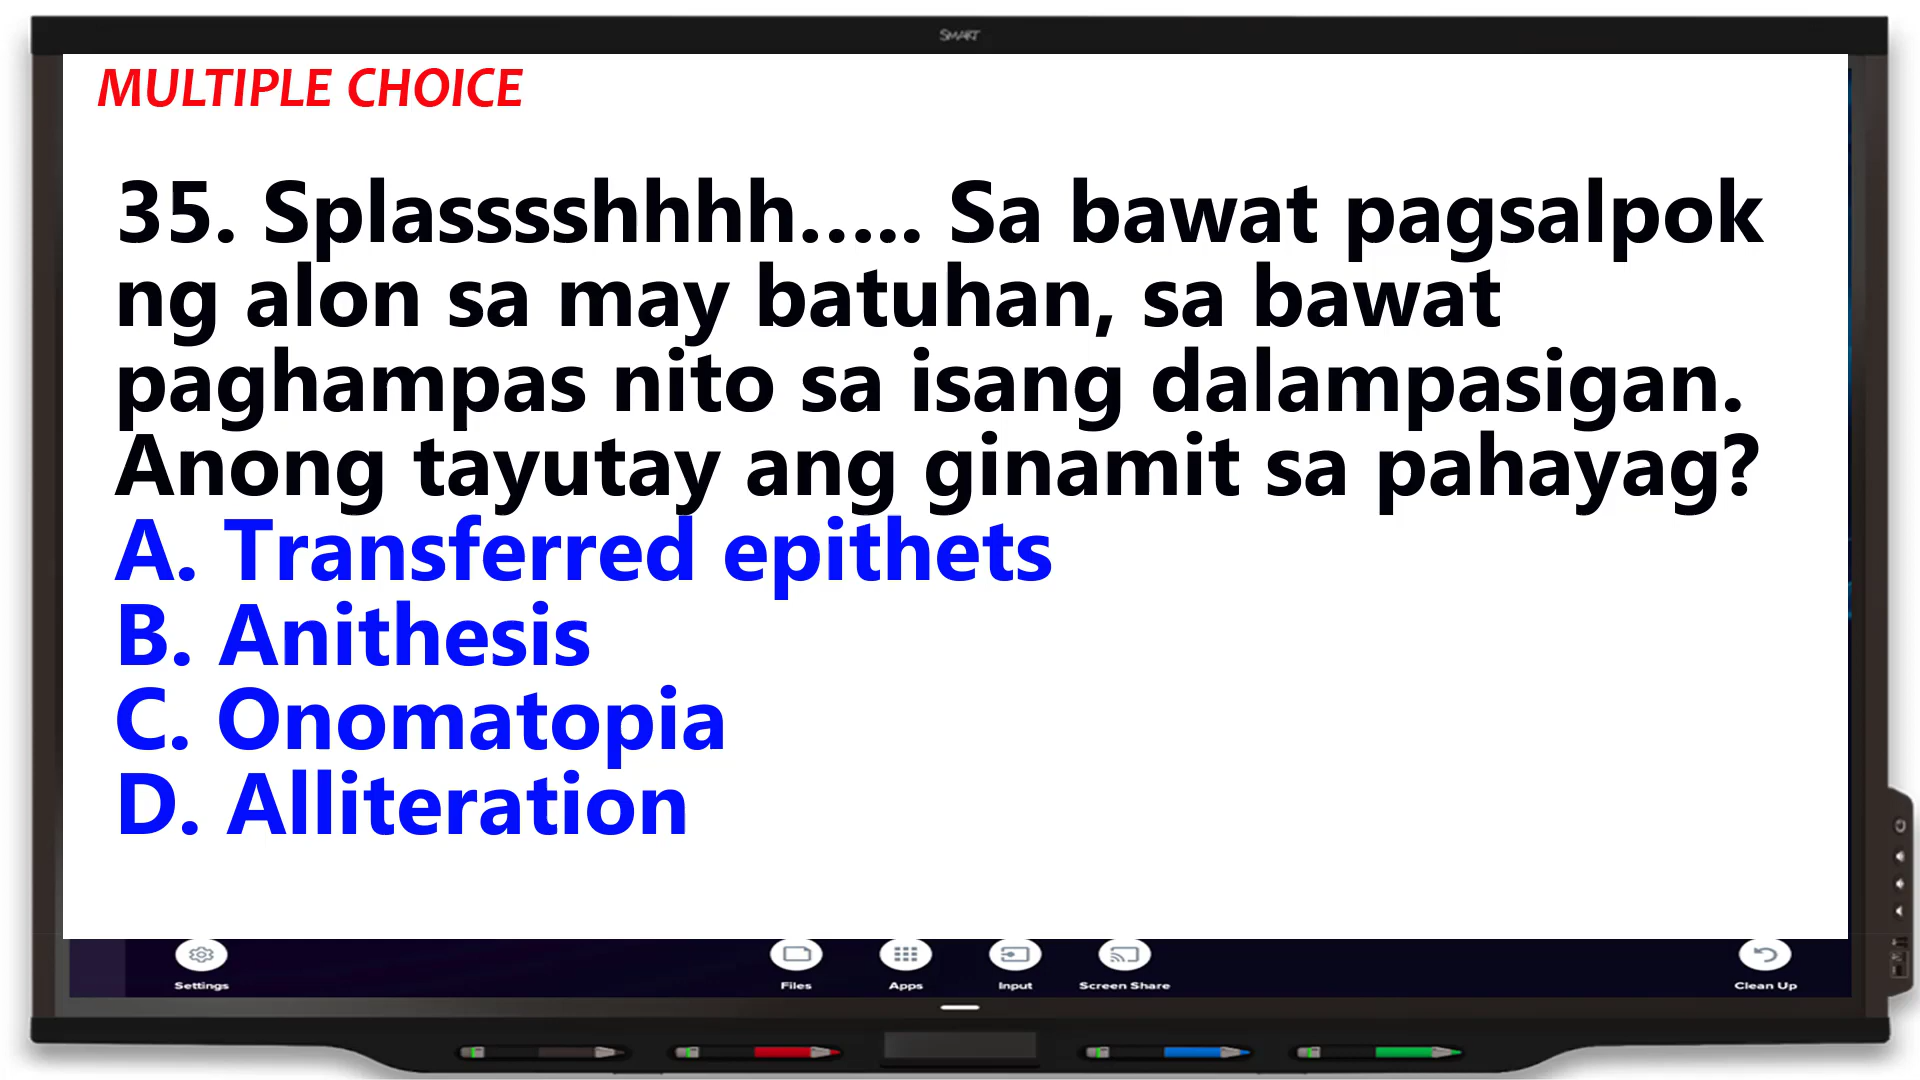 SMART
MULTIPLE CHOICE
35. Splasssshhhh..... Sa bawat pagsalpok
ng alon sa may batuhan, sa bawat
paghampas nito sa isang dalampasigan.
Anong tayutay ang ginamit sa pahayag?
A. Transferred epithets
B. Anithesis
C. Onomatopia
D. Alliteration
Settings
Files
Apps
Input
Screen Share
Clean Up